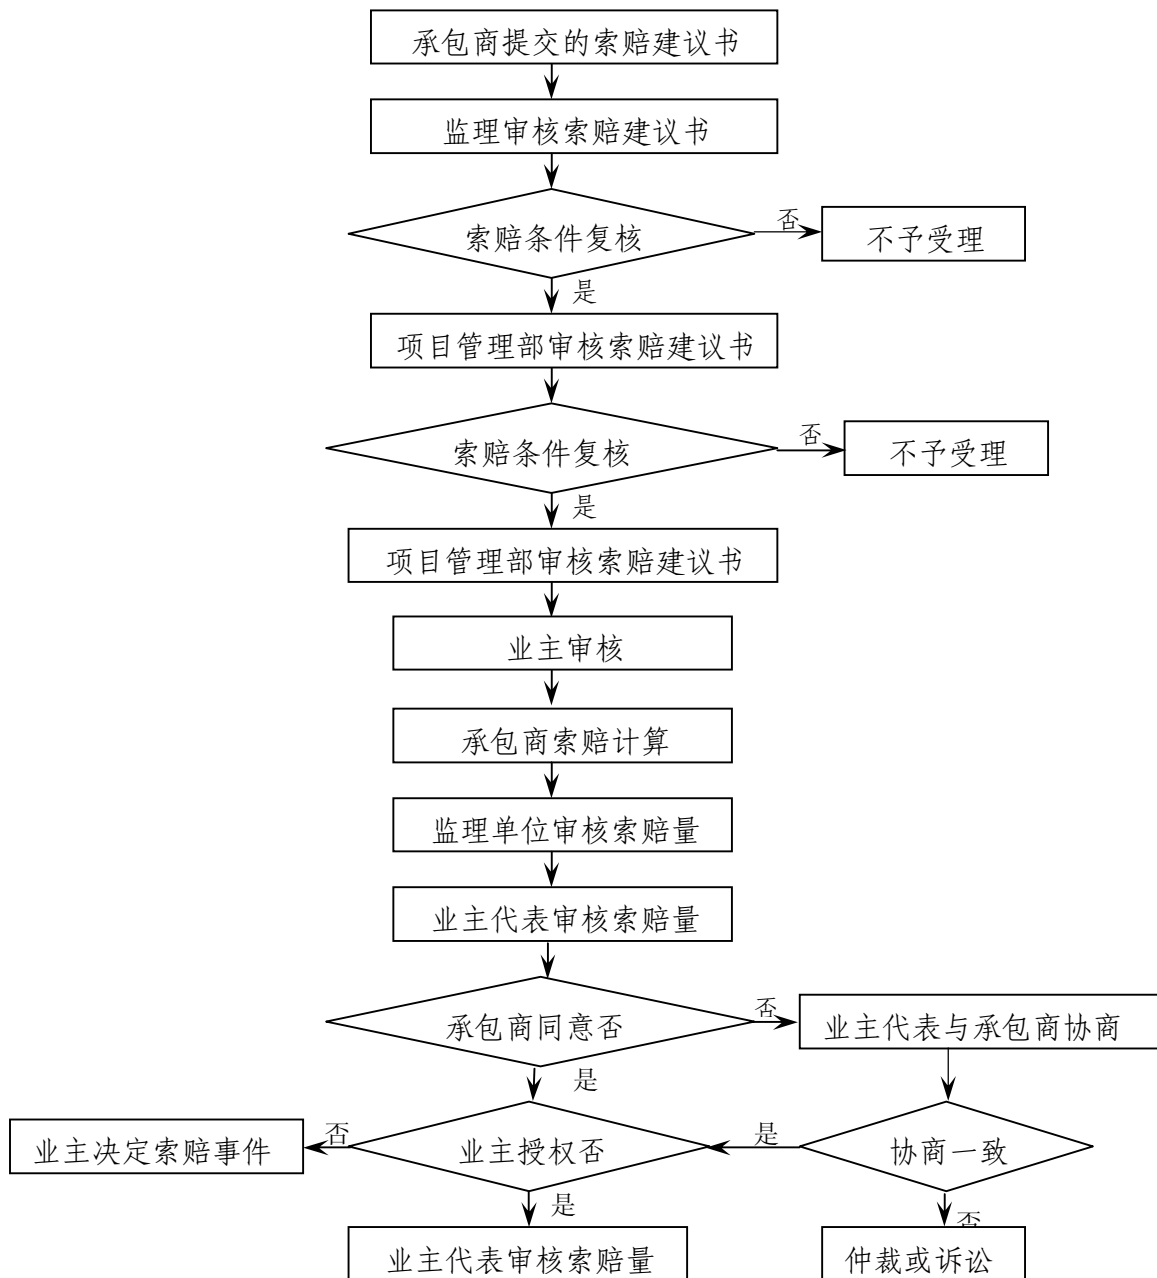 承包商提交的索赔建议书
监理审核索赔建议书
索赔条件复核
否
不予受理
是
项目管理部审核索赔建议书
索赔条件复核
否
不予受理
是
项目管理部审核索赔建议书
业主审核
承包商索赔计算
监理单位审核索赔量
业主代表审核索赔量
承包商同意否
否
业主代表与承包商协商
是
业主决定索赔事件
否
业主授权否
是
协商一致
是
否
业主代表审核索赔量
仲裁或诉讼